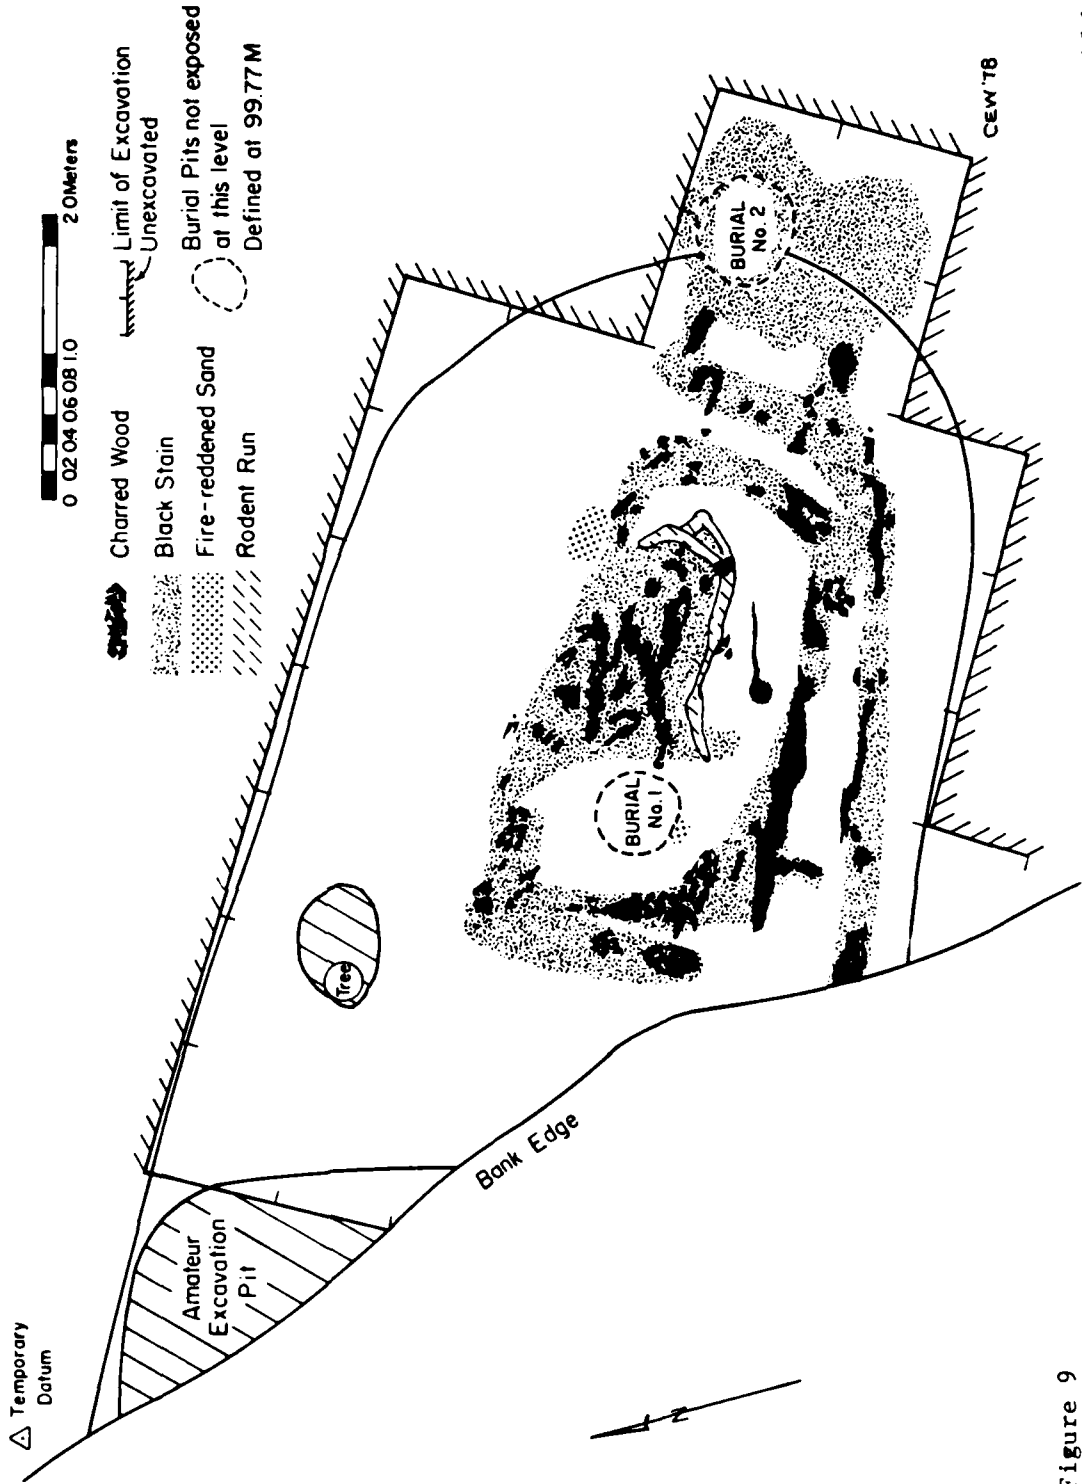 0 0.2 0.4 0.6 0.8 1.0 2.0 Meters
Charred Wood
Black Stain
Fire-reddened Sand
Rodent Run
Limit of Excavation
Unexcavated
Burial Pits not exposed
at this level
Defined at 99.77 M
Temporary
Datum
Amateur
Excavation
Pit
Tree
Bank Edge
BURIAL
No. 1
BURIAL
No. 2
N
CEW '78
Figure 9